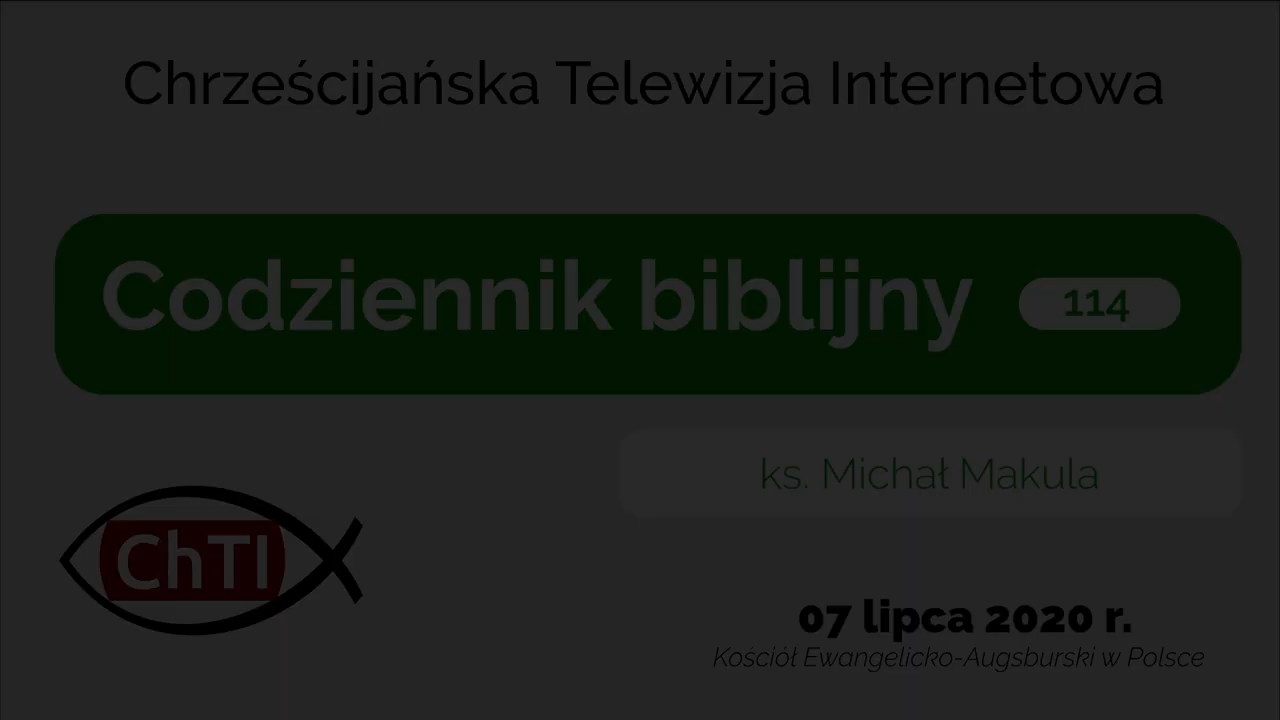 Chrześcijańska Telewizja Internetowa
Codziennik biblijny 114
ks. Michał Makula
ChTI
07 lipca 2020 r.
Kościół Ewangelicko-Augsburski w Polsce